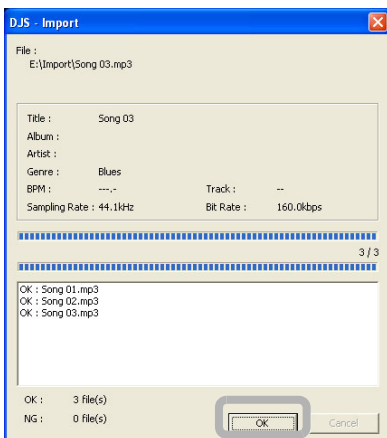 DJS - Import
File :
E:\Import\Song 03.mp3
Title : Song 03
Album :
Artist :
Genre : Blues
BPM : ---.- Track : --
Sampling Rate : 44.1kHz Bit Rate : 160.0kbps
3 / 3
OK : Song 01.mp3
OK : Song 02.mp3
OK : Song 03.mp3
OK : 3 file(s)
NG : 0 file(s) OK Cancel